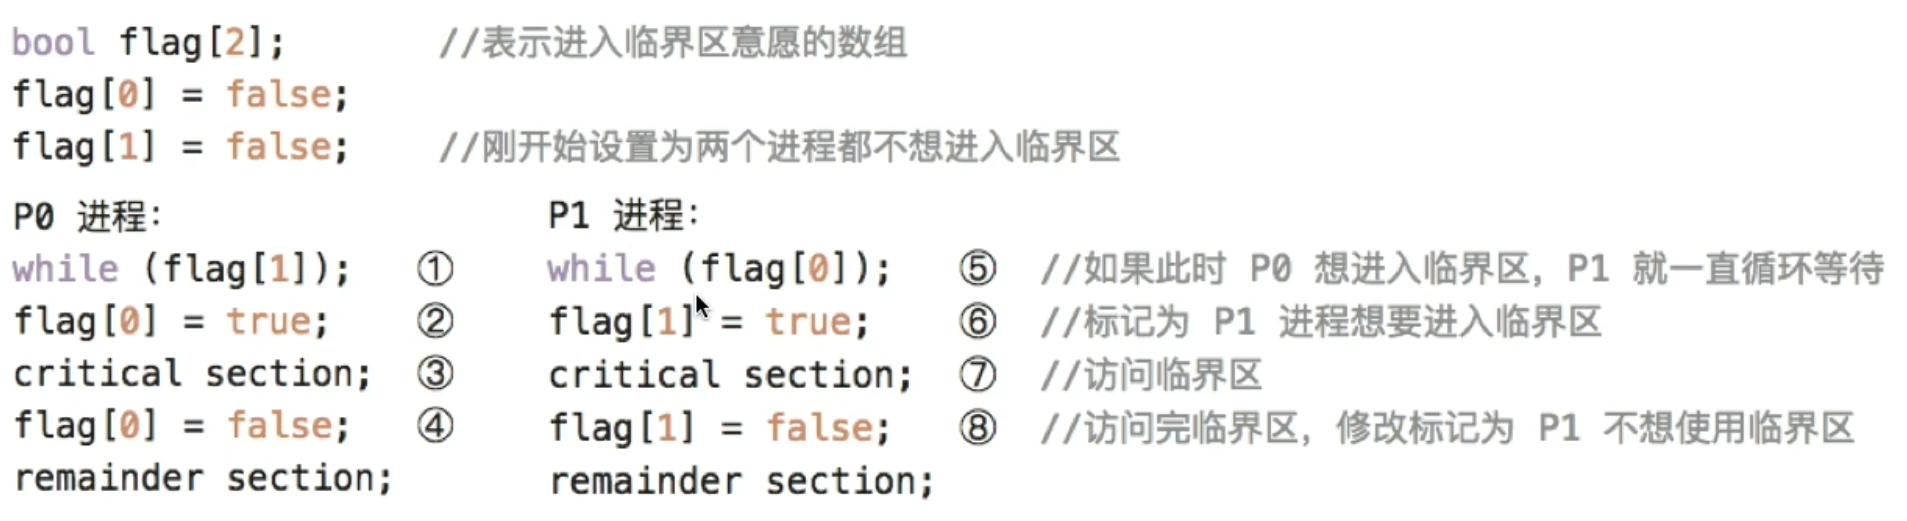 bool flag[2]; //表示进入临界区意愿的数组
flag[0] = false;
flag[1] = false; //刚开始设置为两个进程都不想进入临界区
P0 进程: P1 进程:
while (flag[1]); ① while (flag[0]); ⑤ //如果此时 P0 想进入临界区，P1 就一直循环等待
flag[0] = true; ② flag[1] = true; ⑥ //标记为 P1 进程想要进入临界区
critical section; ③ critical section; ⑦ //访问临界区
flag[0] = false; ④ flag[1] = false; ⑧ //访问完临界区，修改标记为 P1 不想使用临界区
remainder section; remainder section;